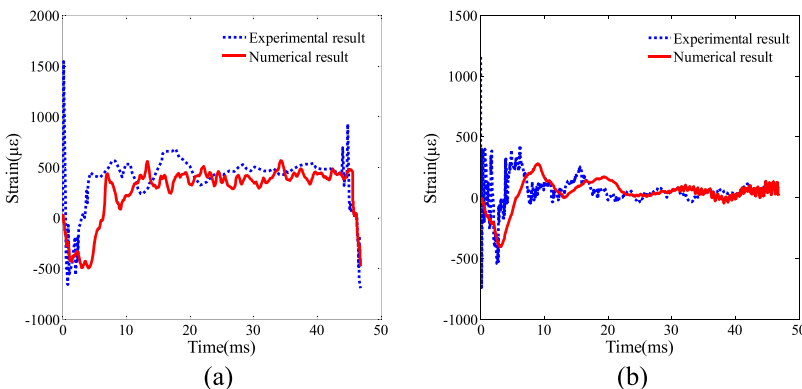 2000
1500
1000
500
0
-500
-1000
0 10 20 30 40 50
Strain(με)
Time(ms)
Experimental result
Numerical result
(a)
1500
1000
500
0
-500
-1000
0 10 20 30 40 50
Strain(με)
Time(ms)
Experimental result
Numerical result
(b)